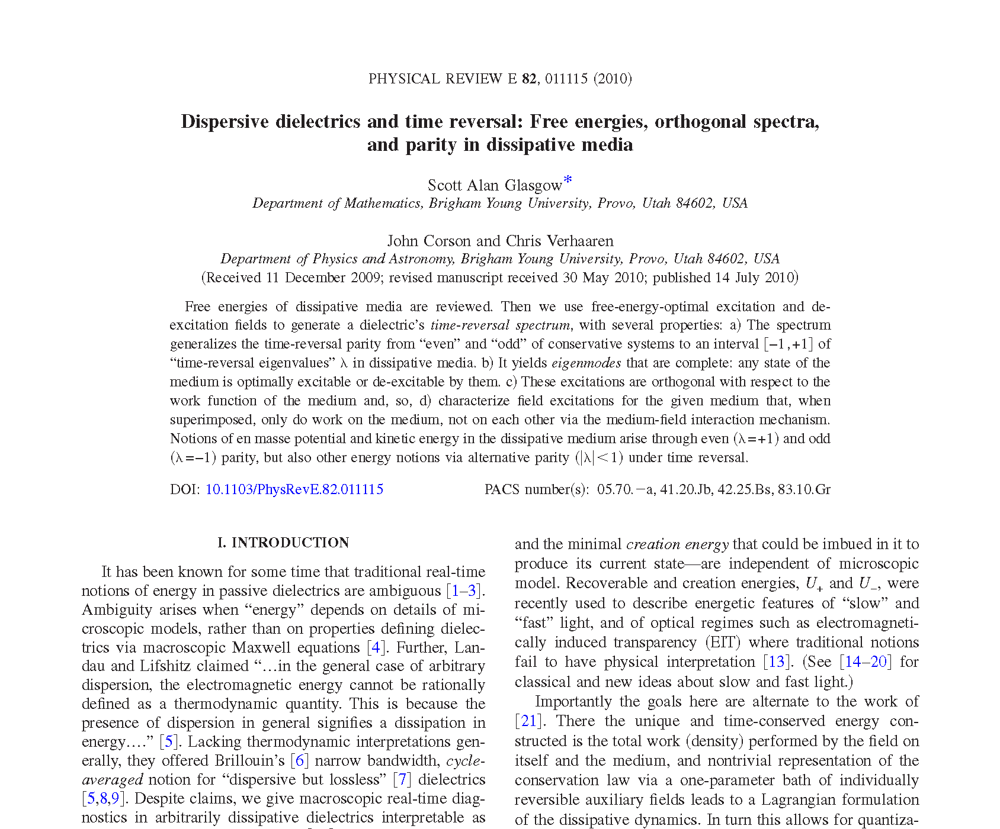 PHYSICAL REVIEW E 82, 011115 (2010)
Dispersive dielectrics and time reversal: Free energies, orthogonal spectra,
and parity in dissipative media
Scott Alan Glasgow*
Department of Mathematics, Brigham Young University, Provo, Utah 84602, USA
John Corson and Chris Verhaaren
Department of Physics and Astronomy, Brigham Young University, Provo, Utah 84602, USA
(Received 11 December 2009; revised manuscript received 30 May 2010; published 14 July 2010)
Free energies of dissipative media are reviewed. Then we use free-energy-optimal excitation and de-
excitation fields to generate a dielectric’s time-reversal spectrum, with several properties: a) The spectrum
generalizes the time-reversal parity from “even” and “odd” of conservative systems to an interval [−1,+1] of
“time-reversal eigenvalues” λ in dissipative media. b) It yields eigenmodes that are complete: any state of the
medium is optimally excitable or de-excitable by them. c) These excitations are orthogonal with respect to the
work function of the medium and, so, d) characterize field excitations for the given medium that, when
superimposed, only do work on the medium, not on each other via the medium-field interaction mechanism.
Notions of en masse potential and kinetic energy in the dissipative medium arise through even (λ=+1) and odd
(λ=−1) parity, but also other energy notions via alternative parity (|λ|<1) under time reversal.
DOI: 10.1103/PhysRevE.82.011115 PACS number(s): 05.70.−a, 41.20.Jb, 42.25.Bs, 83.10.Gr
I. INTRODUCTION
It has been known for some time that traditional real-time
notions of energy in passive dielectrics are ambiguous [1–3].
Ambiguity arises when “energy” depends on details of mi-
croscopic models, rather than on properties defining dielec-
trics via macroscopic Maxwell equations [4]. Further, Lan-
dau and Lifshitz claimed “…in the general case of arbitrary
dispersion, the electromagnetic energy cannot be rationally
defined as a thermodynamic quantity. This is because the
presence of dispersion in general signifies a dissipation in
energy….” [5]. Lacking thermodynamic interpretations gen-
erally, they offered Brillouin’s [6] narrow bandwidth, cycle-
averaged notion for “dispersive but lossless” [7] dielectrics
[5,8,9]. Despite claims, we give macroscopic real-time diag-
nostics in arbitrarily dissipative dielectrics interpretable as
and the minimal creation energy that could be imbued in it to
produce its current state—are independent of microscopic
model. Recoverable and creation energies, U₊ and U₋, were
recently used to describe energetic features of “slow” and
“fast” light, and of optical regimes such as electromagneti-
cally induced transparency (EIT) where traditional notions
fail to have physical interpretation [13]. (See [14–20] for
classical and new ideas about slow and fast light.)
Importantly the goals here are alternate to the work of
[21]. There the unique and time-conserved energy con-
structed is the total work (density) performed by the field on
itself and the medium, and nontrivial representation of the
conservation law via a one-parameter bath of individually
reversible auxiliary fields leads to a Lagrangian formulation
of the dissipative dynamics. In turn this allows for quantiza-